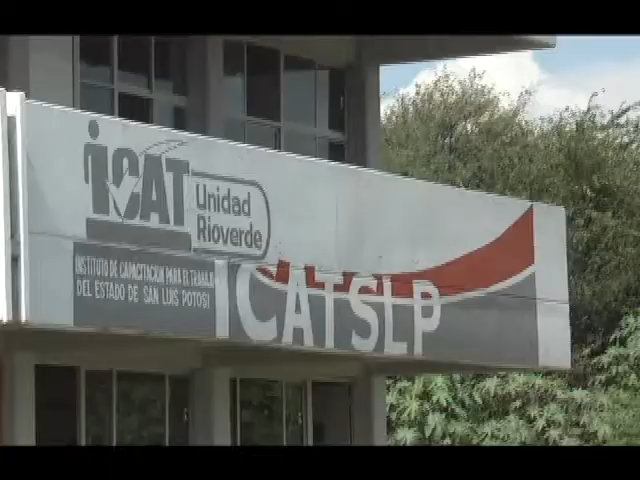 iCAT
Unidad
Rioverde
INSTITUTO DE CAPACITACION PARA EL TRABAJO
DEL ESTADO DE SAN LUIS POTOSI
ICATSLP